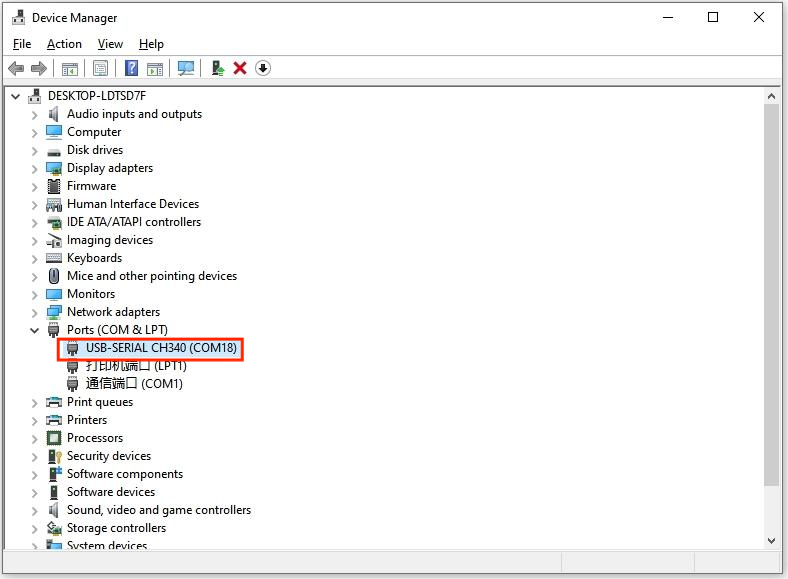 Device Manager
File Action View Help
DESKTOP-LDTSD7F
Audio inputs and outputs
Computer
Disk drives
Display adapters
Firmware
Human Interface Devices
IDE ATA/ATAPI controllers
Imaging devices
Keyboards
Mice and other pointing devices
Monitors
Network adapters
Ports (COM & LPT)
USB-SERIAL CH340 (COM18)
打印机端口 (LPT1)
通信端口 (COM1)
Print queues
Printers
Processors
Security devices
Software components
Software devices
Sound, video and game controllers
Storage controllers
System devices